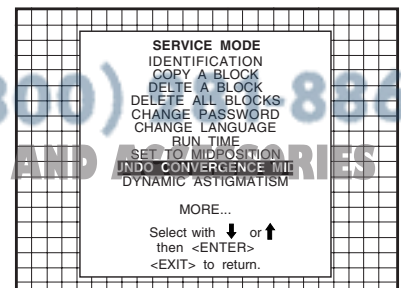 SERVICE MODE
IDENTIFICATION
COPY A BLOCK
DELTE A BLOCK
DELETE ALL BLOCKS
CHANGE PASSWORD
CHANGE LANGUAGE
RUN TIME
SET TO MIDPOSITION
UNDO CONVERGENCE MID
DYNAMIC ASTIGMATISM
MORE...
Select with ⬇ or ⬆
then <ENTER>
<EXIT> to return.